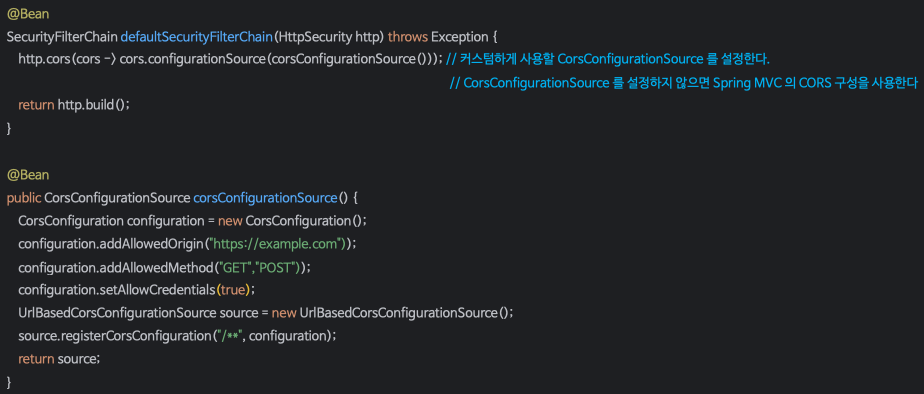 @Bean
SecurityFilterChain defaultSecurityFilterChain(HttpSecurity http) throws Exception {
http.cors(cors -> cors.configurationSource(corsConfigurationSource())); // 커스텀하게 사용할 CorsConfigurationSource 를 설정한다.
// CorsConfigurationSource 를 설정하지 않으면 Spring MVC 의 CORS 구성을 사용한다
return http.build();
}
@Bean
public CorsConfigurationSource corsConfigurationSource() {
CorsConfiguration configuration = new CorsConfiguration();
configuration.addAllowedOrigin("https://example.com"));
configuration.addAllowedMethod("GET","POST"));
configuration.setAllowCredentials(true);
UrlBasedCorsConfigurationSource source = new UrlBasedCorsConfigurationSource();
source.registerCorsConfiguration("/**", configuration);
return source;
}